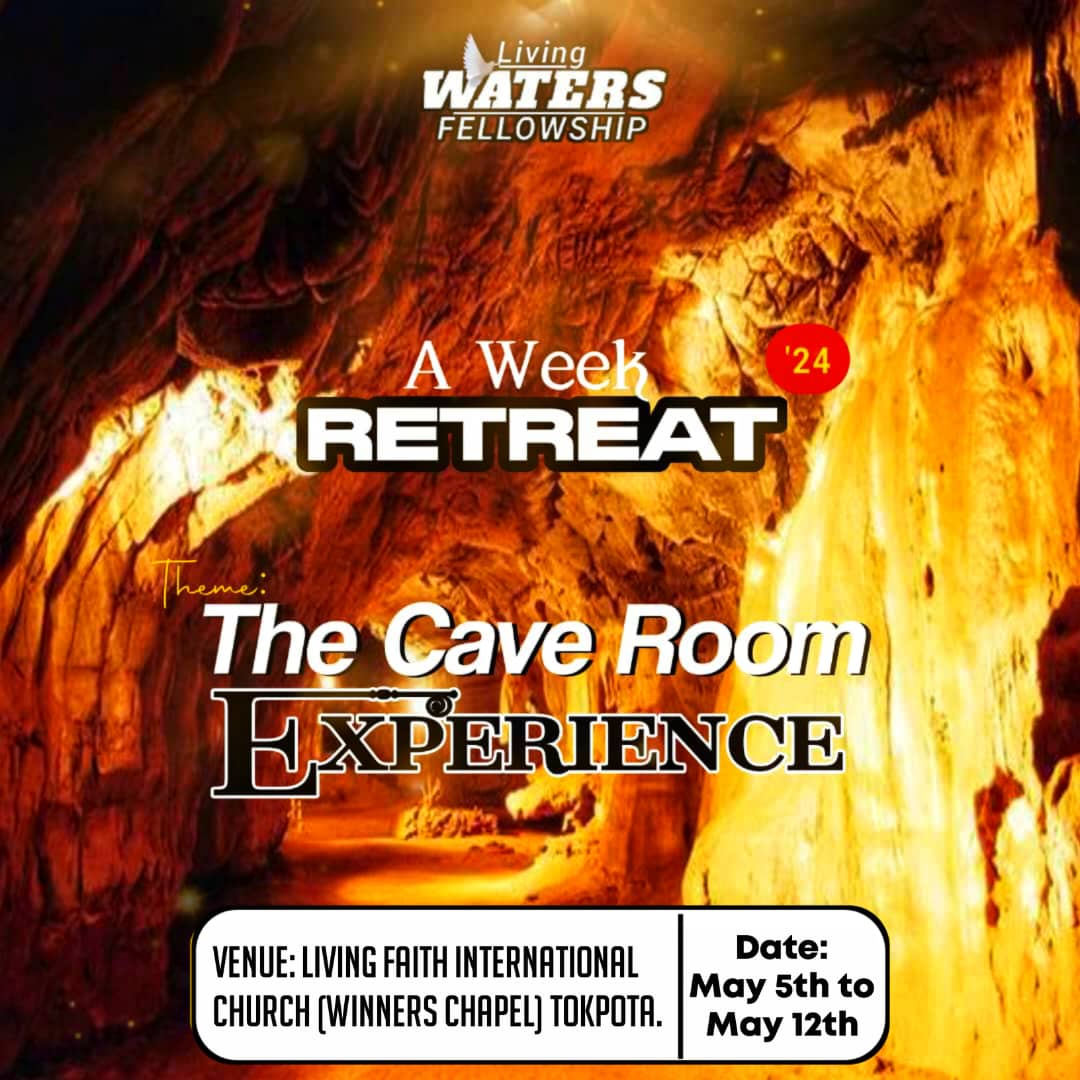 Living
WATERS
FELLOWSHIP
A Week
'24
RETREAT
Theme:
The Cave Room
EXPERIENCE
VENUE: LIVING FAITH INTERNATIONAL
CHURCH (WINNERS CHAPEL) TOKPOTA.
Date:
May 5th to
May 12th